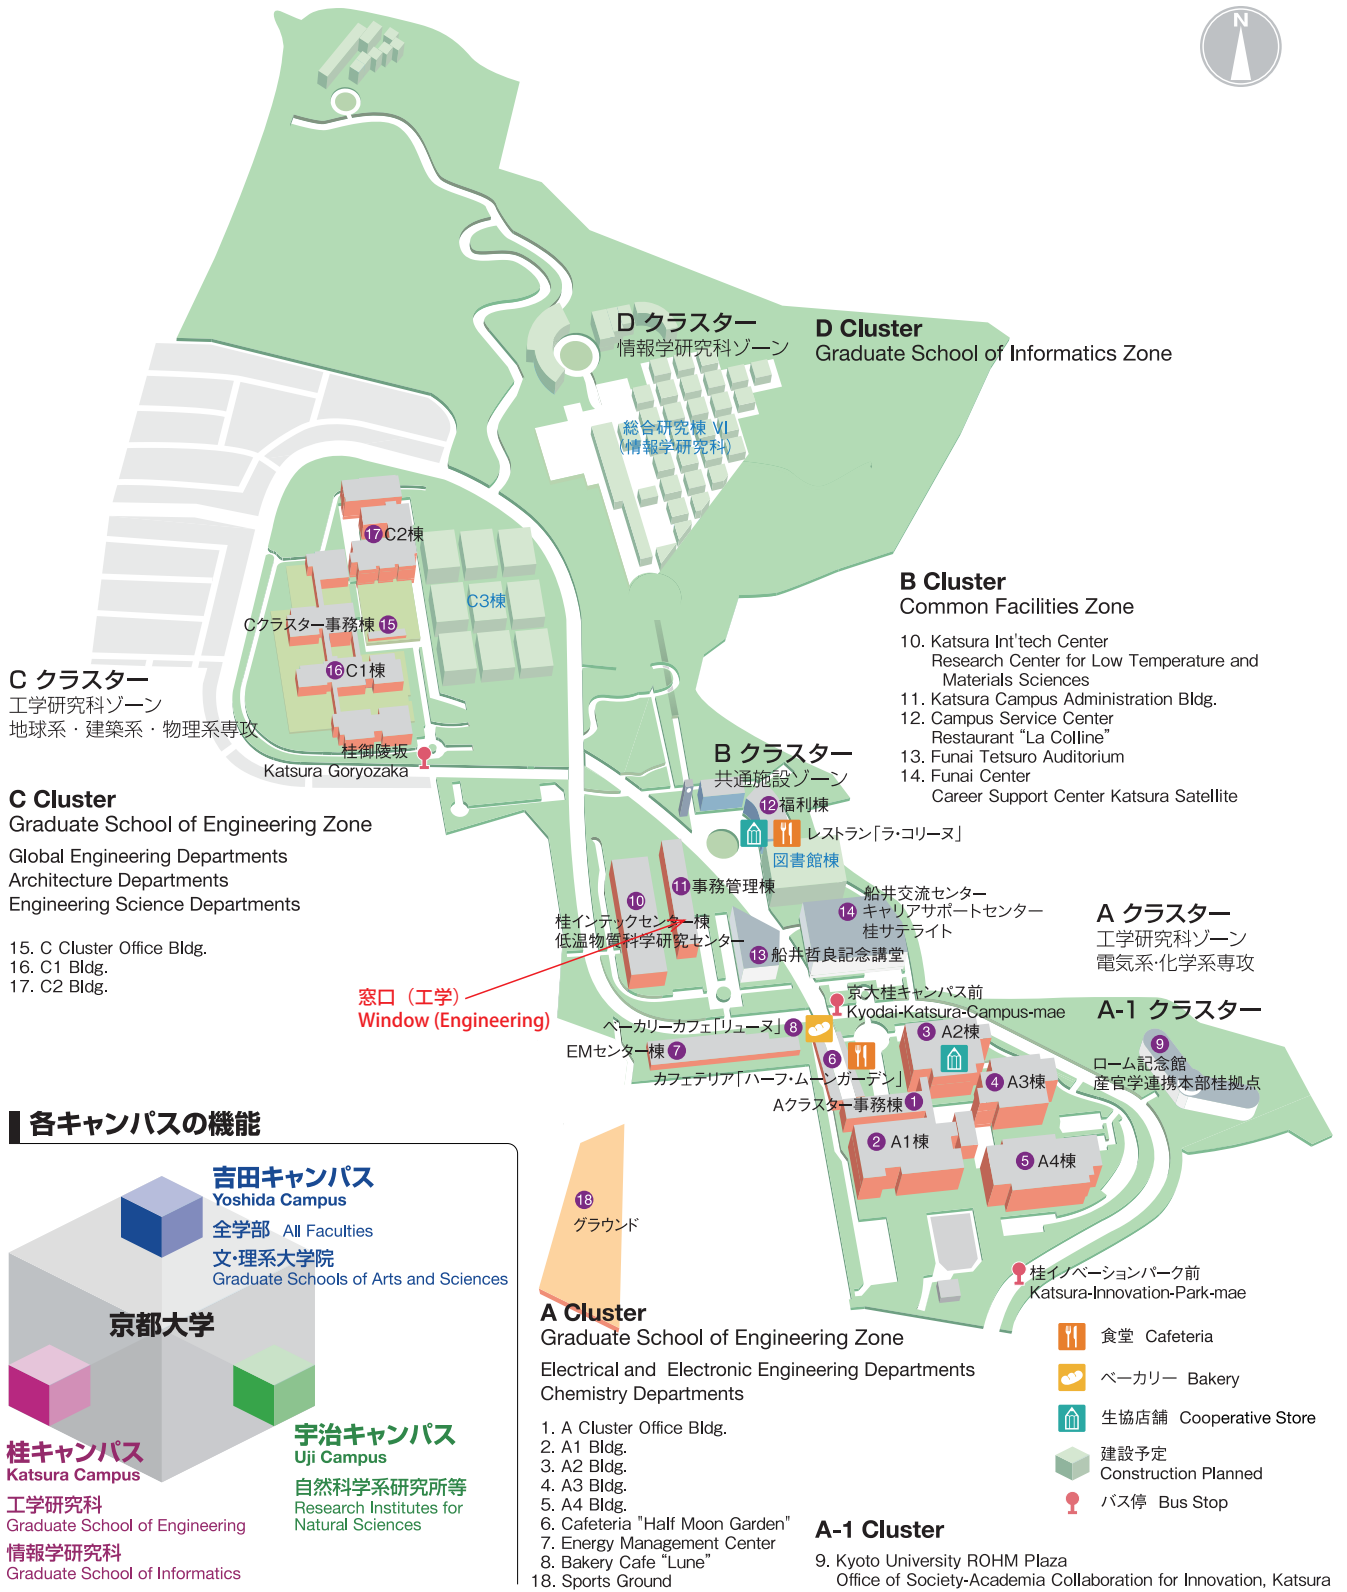 N
D クラスター
情報学研究科ゾーン
D Cluster
Graduate School of Informatics Zone
総合研究棟 VI
(情報学研究科)
17 C2棟
C3棟
Cクラスター事務棟 15
16 C1棟
C クラスター
工学研究科ゾーン
地球系・建築系・物理系専攻
桂御陵坂
Katsura Goryozaka
C Cluster
Graduate School of Engineering Zone
Global Engineering Departments
Architecture Departments
Engineering Science Departments
15. C Cluster Office Bldg.
16. C1 Bldg.
17. C2 Bldg.
B Cluster
Common Facilities Zone
10. Katsura Int'tech Center
Research Center for Low Temperature and
Materials Sciences
11. Katsura Campus Administration Bldg.
12. Campus Service Center
Restaurant “La Colline”
13. Funai Tetsuro Auditorium
14. Funai Center
Career Support Center Katsura Satellite
B クラスター
共通施設ゾーン
12 福利棟
レストラン「ラ・コリーヌ」
図書館棟
11 事務管理棟
10
桂インテックセンター棟
低温物質科学研究センター
船井交流センター
14 キャリアサポートセンター
桂サテライト
13 船井哲良記念講堂
窓口（工学）
Window (Engineering)
京大桂キャンパス前
Kyodai-Katsura-Campus-mae
A クラスター
工学研究科ゾーン
電気系・化学系専攻
A-1 クラスター
9
ローム記念館
産官学連携本部桂拠点
ベーカリーカフェ「リューヌ」 8
EMセンター棟 7
6
カフェテリア「ハーフ・ムーンガーデン」
3 A2棟
4 A3棟
Aクラスター事務棟 1
2 A1棟
5 A4棟
18
グラウンド
桂イノベーションパーク前
Katsura-Innovation-Park-mae
各キャンパスの機能
吉田キャンパス
Yoshida Campus
全学部 All Faculties
文・理系大学院
Graduate Schools of Arts and Sciences
京都大学
桂キャンパス
Katsura Campus
工学研究科
Graduate School of Engineering
情報学研究科
Graduate School of Informatics
宇治キャンパス
Uji Campus
自然科学系研究所等
Research Institutes for
Natural Sciences
A Cluster
Graduate School of Engineering Zone
Electrical and Electronic Engineering Departments
Chemistry Departments
1. A Cluster Office Bldg.
2. A1 Bldg.
3. A2 Bldg.
4. A3 Bldg.
5. A4 Bldg.
6. Cafeteria "Half Moon Garden"
7. Energy Management Center
8. Bakery Cafe “Lune”
18. Sports Ground
食堂 Cafeteria
ベーカリー Bakery
生協店舗 Cooperative Store
建設予定
Construction Planned
バス停 Bus Stop
A-1 Cluster
9. Kyoto University ROHM Plaza
Office of Society-Academia Collaboration for Innovation, Katsura